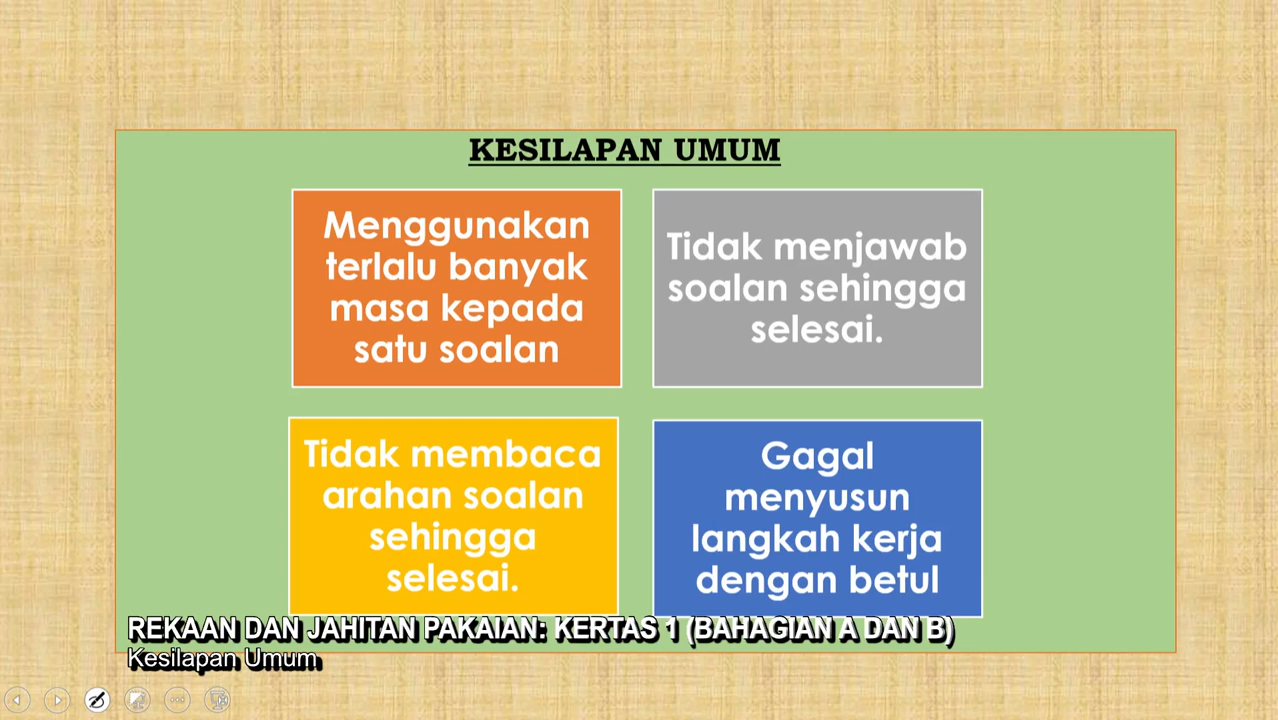 KESILAPAN UMUM
Menggunakan
terlalu banyak
masa kepada
satu soalan
Tidak menjawab
soalan sehingga
selesai.
Tidak membaca
arahan soalan
sehingga
selesai.
Gagal
menyusun
langkah kerja
dengan betul
REKAAN DAN JAHITAN PAKAIAN: KERTAS 1 (BAHAGIAN A DAN B)
Kesilapan Umum